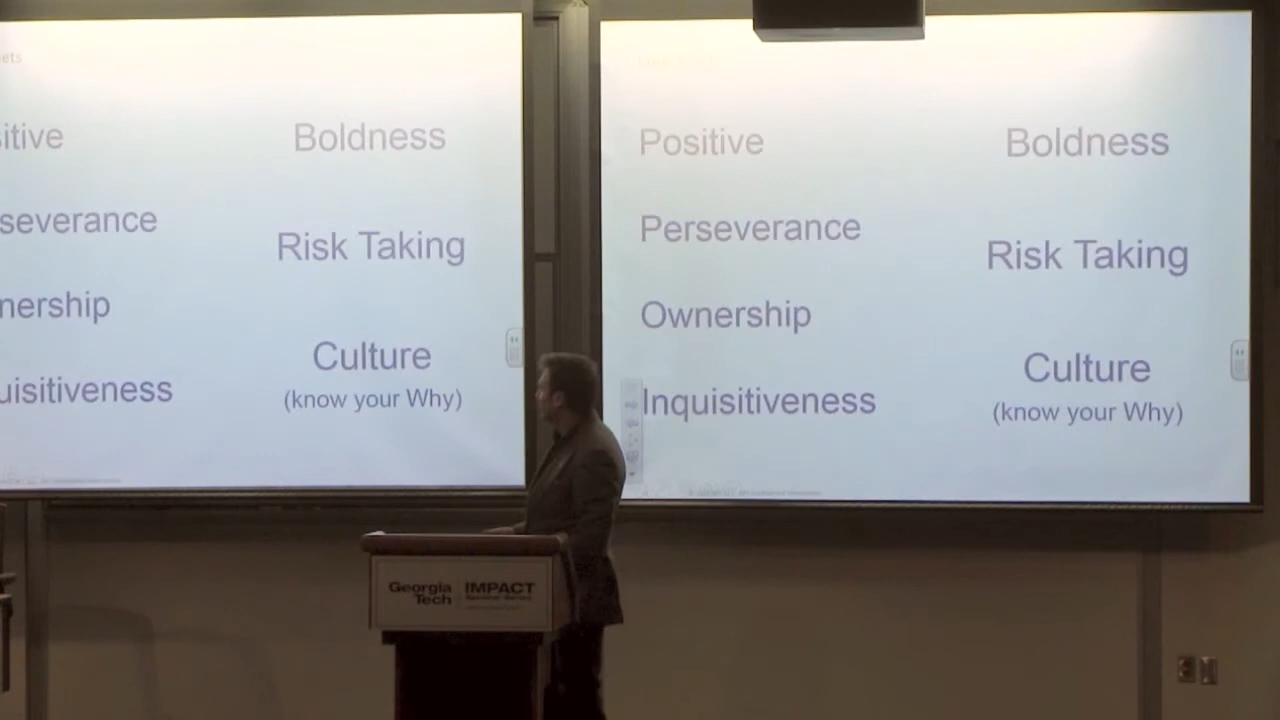 ets
sitive
Boldness
severance
Risk Taking
nership
Culture
uisitiveness
(know your Why)
Positive
Boldness
Perseverance
Risk Taking
Ownership
Culture
Inquisitiveness
(know your Why)
Georgia Tech
IMPACT